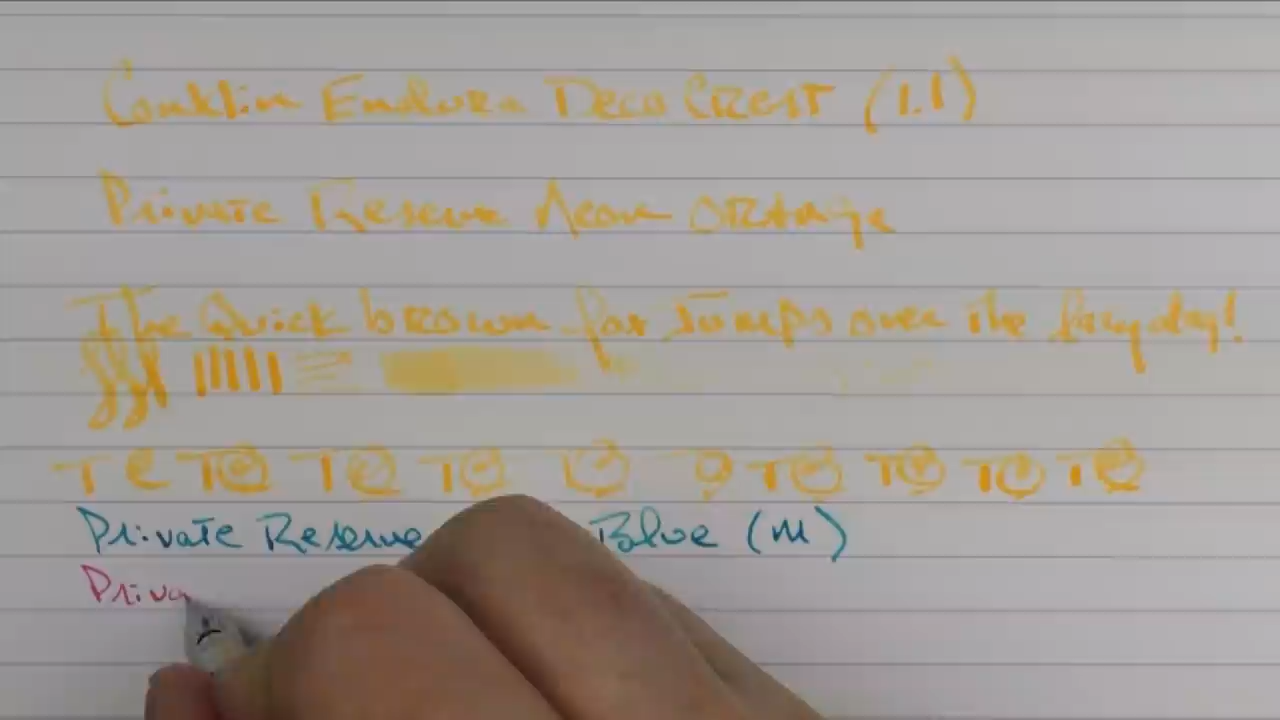 Conklin Endura Deco Crest (1.1)
Private Reserve Neon Orange
The Quick brown fox Jumps over the lazy dog!
Private Reserve Blue (M)
Priva